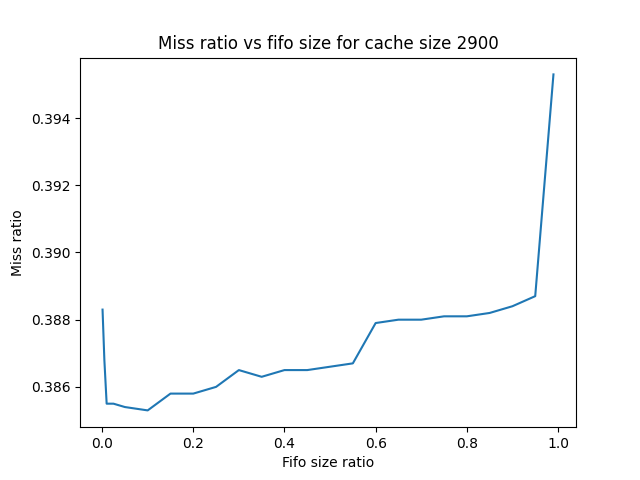 Miss ratio vs fifo size for cache size 2900
0.394
0.392
0.390
0.388
0.386
Miss ratio
0.0 0.2 0.4 0.6 0.8 1.0
Fifo size ratio